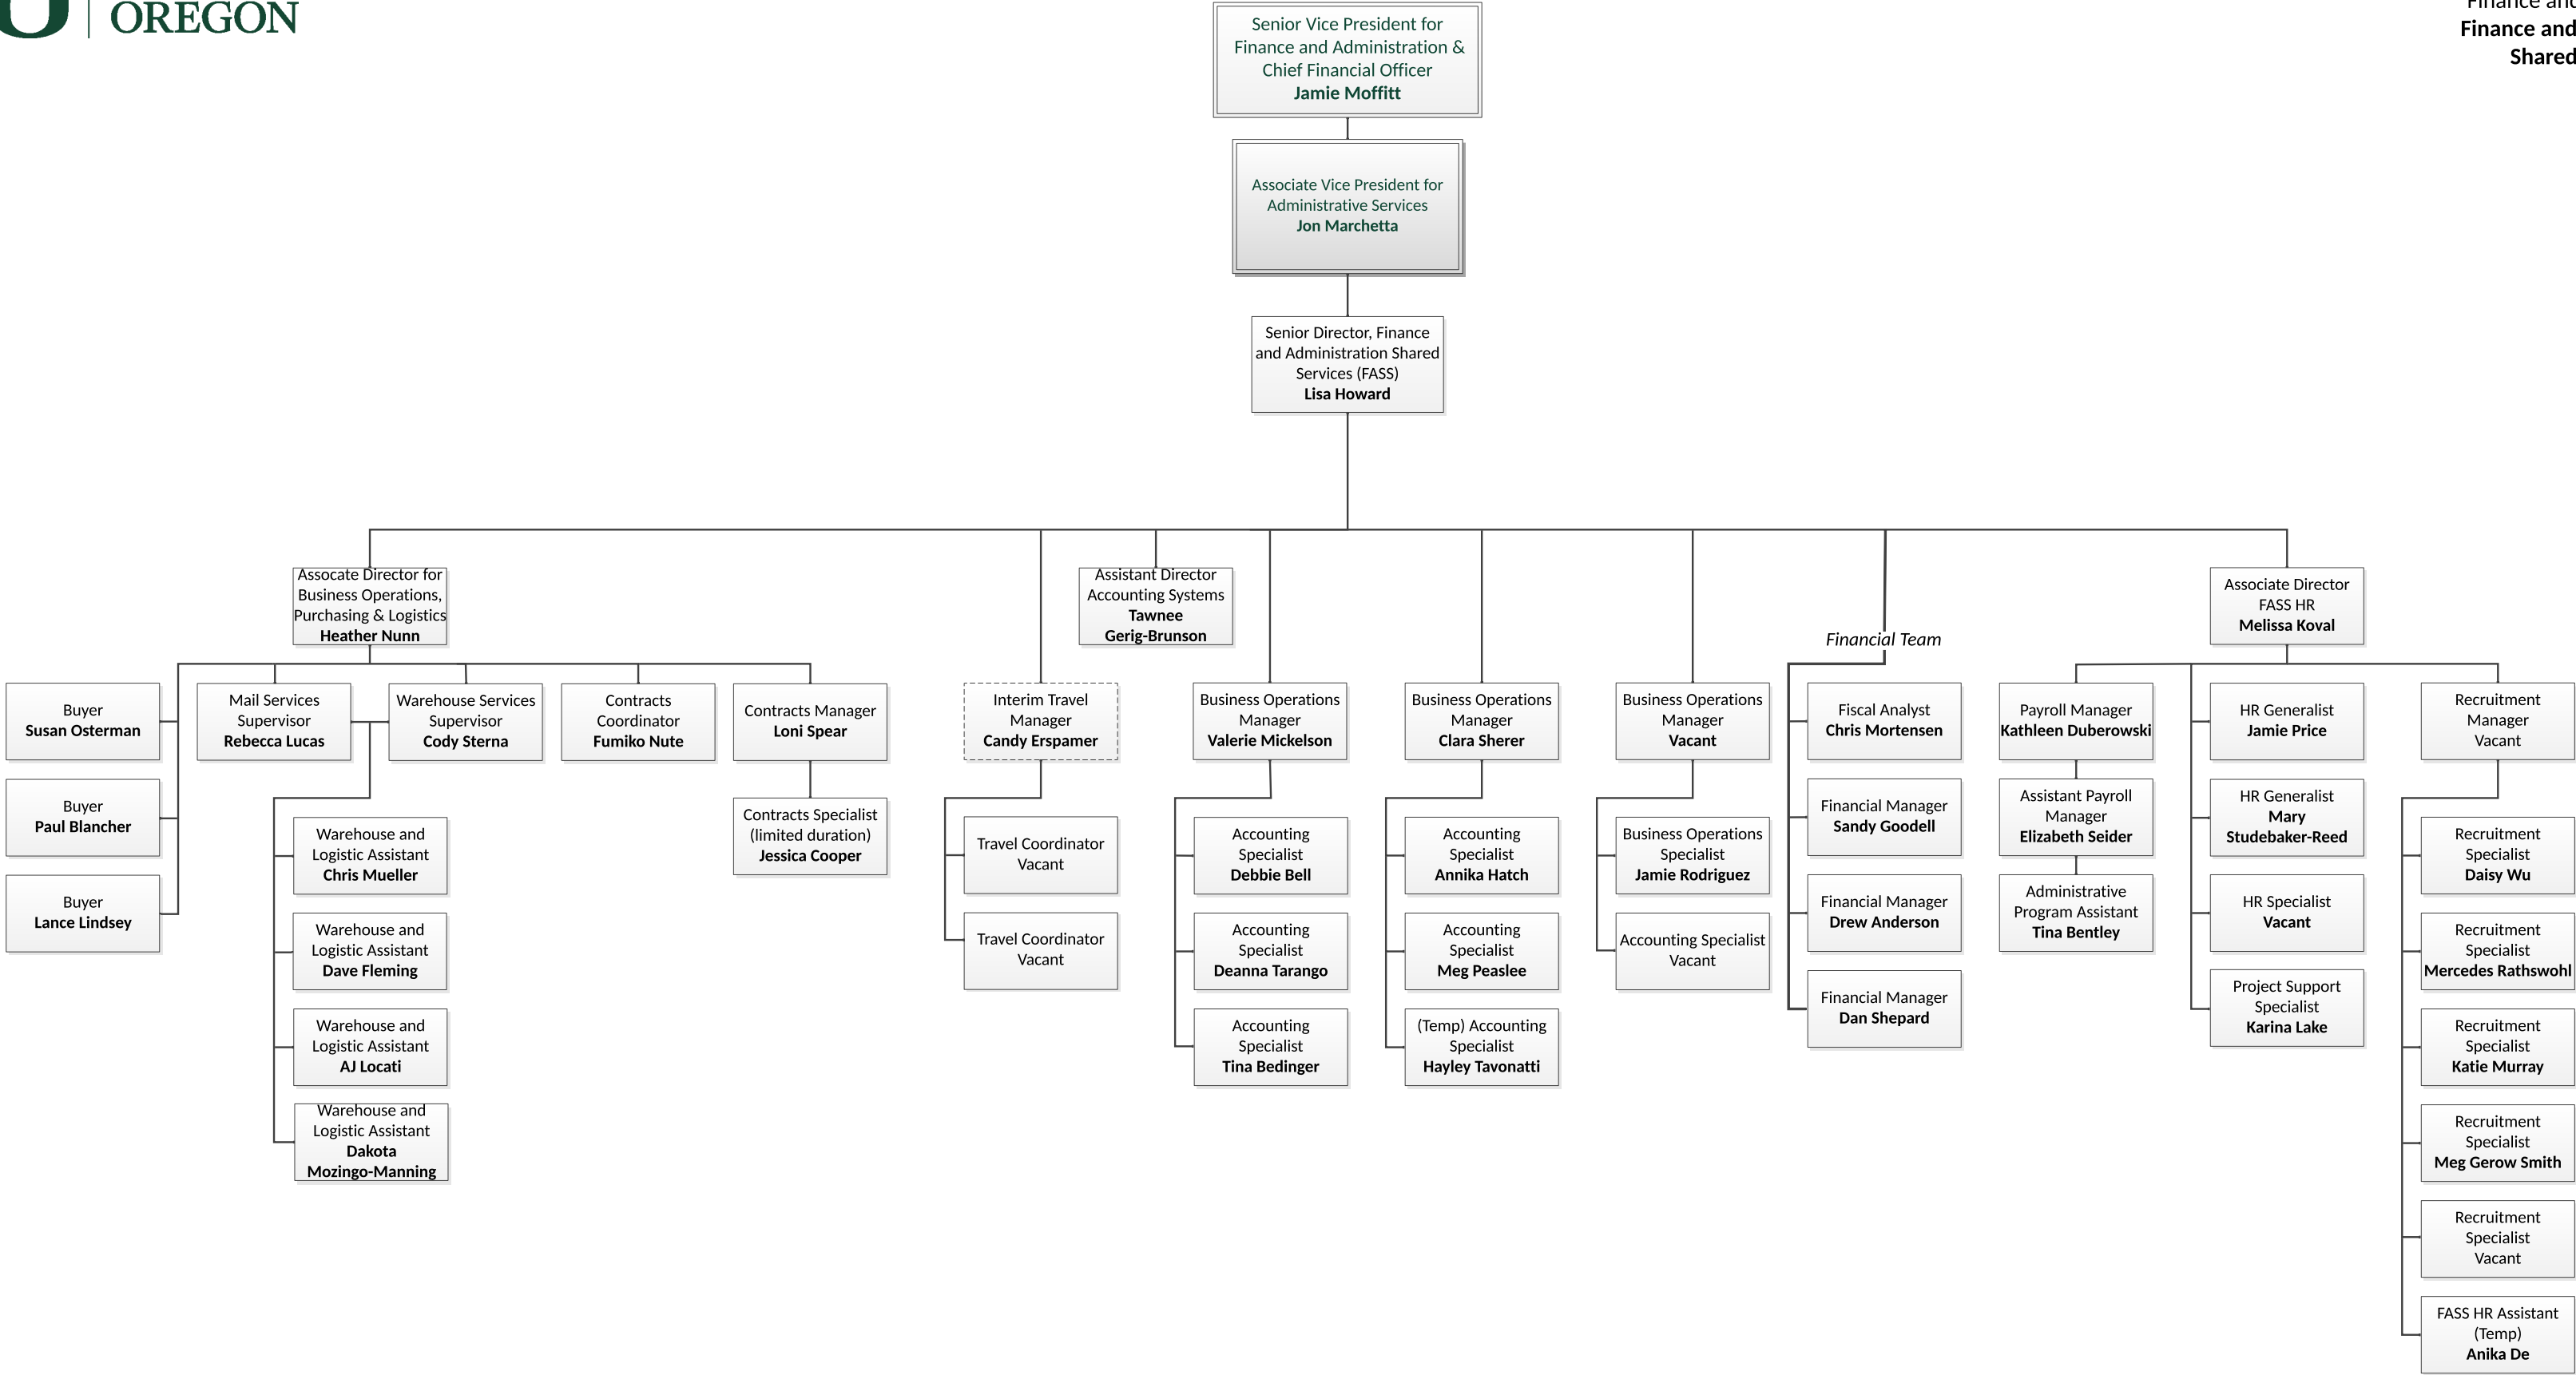 OREGON
Finance and
Finance and
Shared
Senior Vice President for
Finance and Administration &
Chief Financial Officer
Jamie Moffitt
Associate Vice President for
Administrative Services
Jon Marchetta
Senior Director, Finance
and Administration Shared
Services (FASS)
Lisa Howard
Assocate Director for
Business Operations,
Purchasing & Logistics
Heather Nunn
Assistant Director
Accounting Systems
Tawnee
Gerig-Brunson
Financial Team
Associate Director
FASS HR
Melissa Koval
Buyer
Susan Osterman
Buyer
Paul Blancher
Buyer
Lance Lindsey
Mail Services
Supervisor
Rebecca Lucas
Warehouse Services
Supervisor
Cody Sterna
Warehouse and
Logistic Assistant
Chris Mueller
Warehouse and
Logistic Assistant
Dave Fleming
Warehouse and
Logistic Assistant
AJ Locati
Warehouse and
Logistic Assistant
Dakota
Mozingo-Manning
Contracts
Coordinator
Fumiko Nute
Contracts Manager
Loni Spear
Contracts Specialist
(limited duration)
Jessica Cooper
Interim Travel
Manager
Candy Erspamer
Travel Coordinator
Vacant
Travel Coordinator
Vacant
Business Operations
Manager
Valerie Mickelson
Accounting
Specialist
Debbie Bell
Accounting
Specialist
Deanna Tarango
Accounting
Specialist
Tina Bedinger
Business Operations
Manager
Clara Sherer
Accounting
Specialist
Annika Hatch
Accounting
Specialist
Meg Peaslee
(Temp) Accounting
Specialist
Hayley Tavonatti
Business Operations
Manager
Vacant
Business Operations
Specialist
Jamie Rodriguez
Accounting Specialist
Vacant
Fiscal Analyst
Chris Mortensen
Financial Manager
Sandy Goodell
Financial Manager
Drew Anderson
Financial Manager
Dan Shepard
Payroll Manager
Kathleen Duberowski
Assistant Payroll
Manager
Elizabeth Seider
Administrative
Program Assistant
Tina Bentley
HR Generalist
Jamie Price
HR Generalist
Mary
Studebaker-Reed
HR Specialist
Vacant
Project Support
Specialist
Karina Lake
Recruitment
Manager
Vacant
Recruitment
Specialist
Daisy Wu
Recruitment
Specialist
Mercedes Rathswohl
Recruitment
Specialist
Katie Murray
Recruitment
Specialist
Meg Gerow Smith
Recruitment
Specialist
Vacant
FASS HR Assistant
(Temp)
Anika De